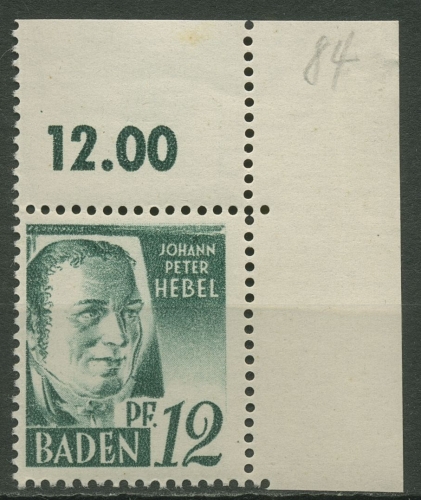 84
12.00
JOHANN
PETER
HEBEL
PF. 12
BADEN